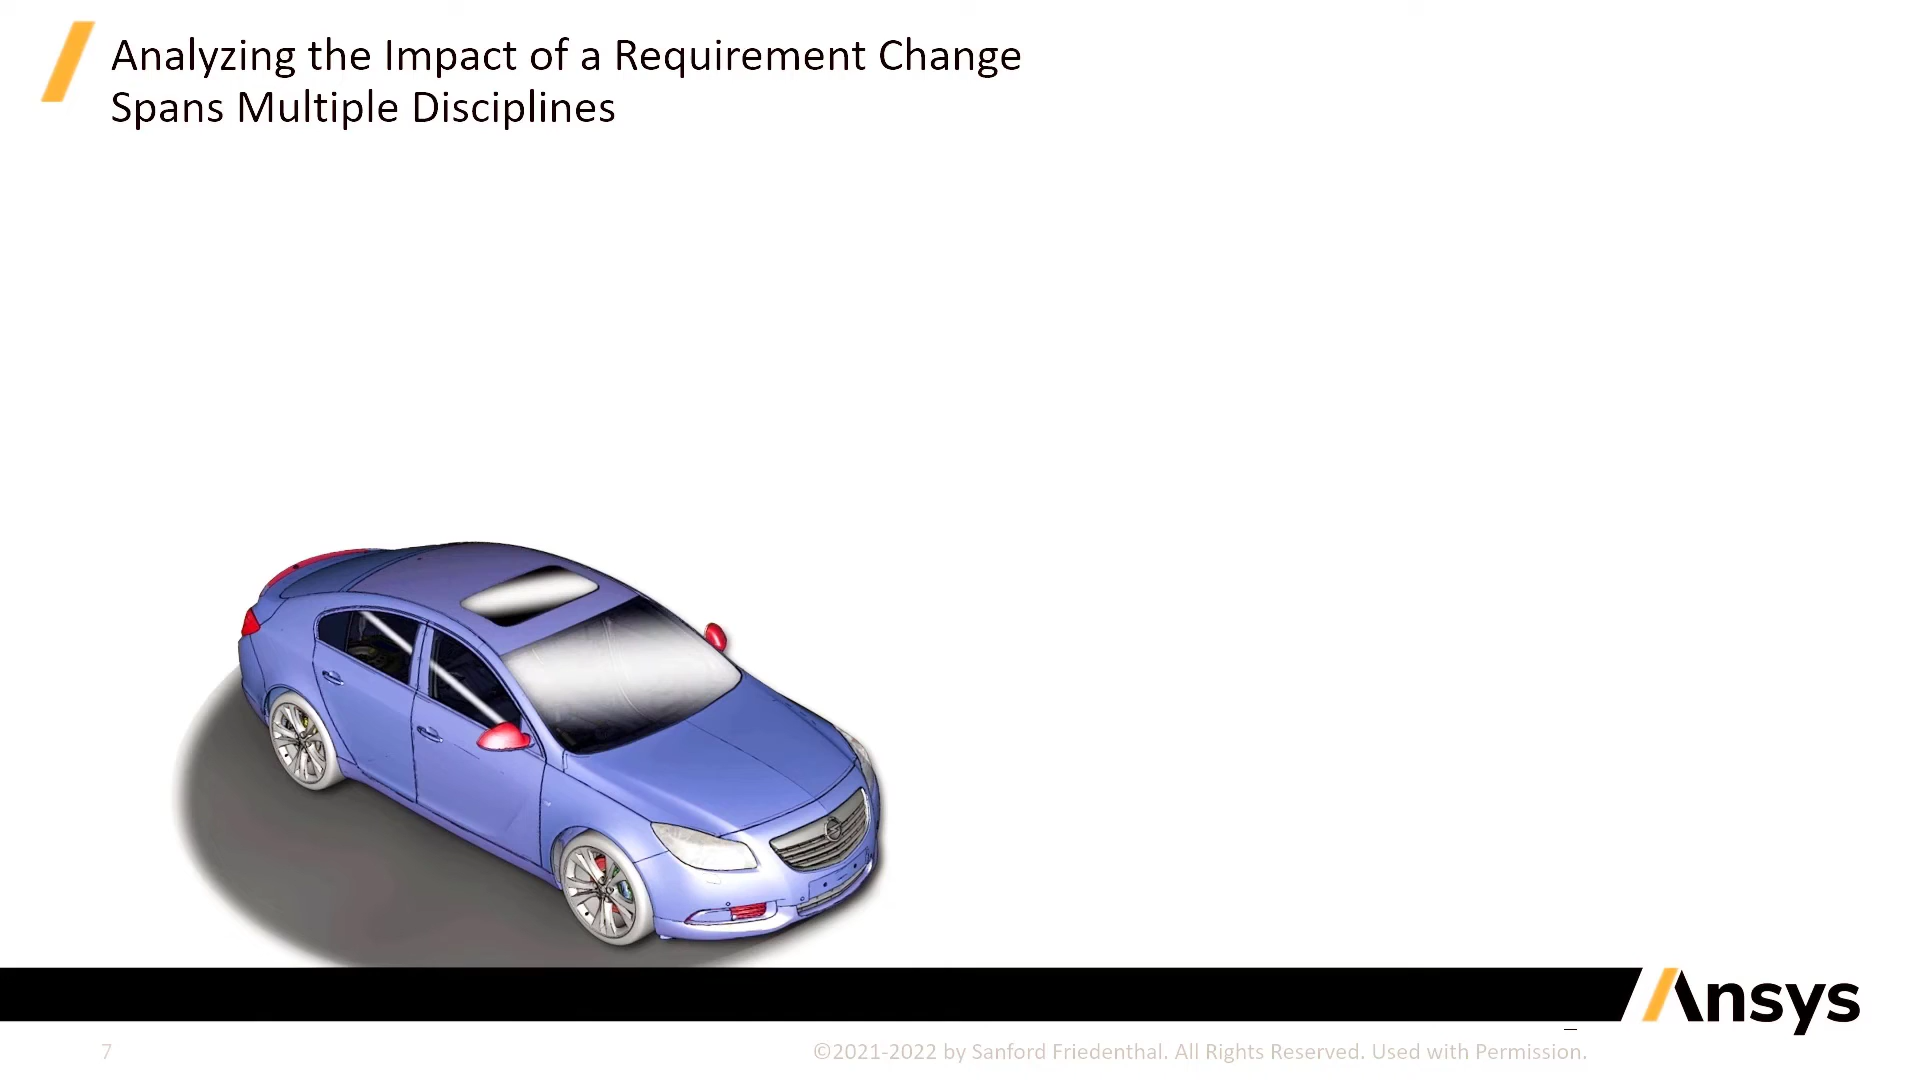 Analyzing the Impact of a Requirement Change
Spans Multiple Disciplines
Ansys
7
©2021-2022 by Sanford Friedenthal. All Rights Reserved. Used with Permission.